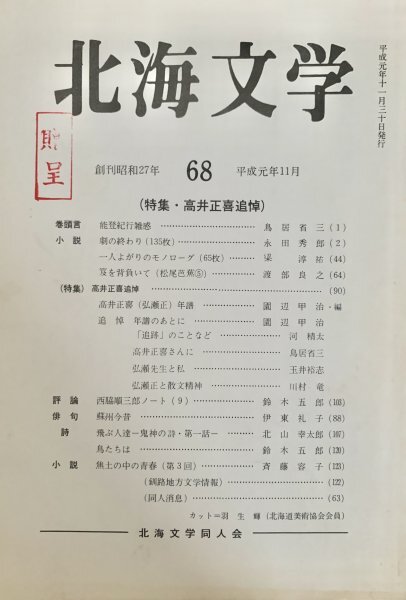 平成元年十一月三十日発行
北海文学
贈呈
創刊昭和27年 68 平成元年11月
(特集・高井正喜追悼)
巻頭言 能登紀行雑感 鳥居省三 (1)
小説 刺の終わり (135枚) 永田秀郎 (2)
一人よがりのモノローグ (65枚) 梁淳祐 (44)
笈を背負いて (松尾芭蕉⑤) 渡部良之 (64)
(特集) 高井正喜追悼 (90)
高井正喜 (弘瀬正) 年譜 圓辺甲治・編
追悼 年譜のあとに 圓辺甲治
「追跡」のことなど 河積太
高井正喜さんに 鳥居省三
弘瀬先生と私 玉井裕志
弘瀬正と散文精神 川村竜
評論 西脇順三郎ノート (9) 鈴木五郎 (103)
俳句 蘇州今昔 伊東礼子 (88)
詩 飛ぶ人達−鬼神の詩・第一話− 北山幸太郎 (107)
鳥たちは 鈴木五郎 (120)
小説 焦土の中の青春 (第3回) 斉藤容子 (123)
(釧路地方文学情報) (122)
(同人消息) (63)
カット=羽生輝 (北海道美術協会会員)
北海文学同人会